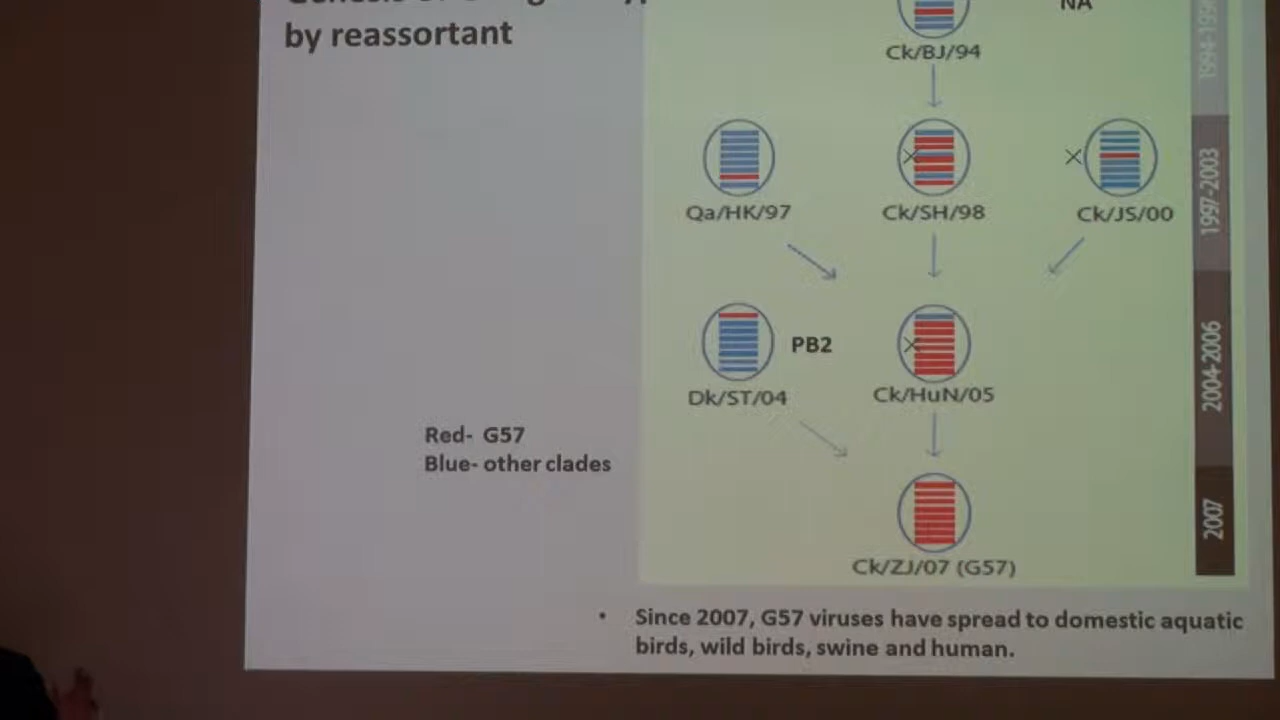 by reassortant
NA
Ck/BJ/94
Qa/HK/97
Ck/SH/98
Ck/JS/00
1997-2003
Dk/ST/04
PB2
Ck/HuN/05
2004-2006
Red- G57
Blue- other clades
2007
Ck/ZJ/07 (G57)
• Since 2007, G57 viruses have spread to domestic aquatic
birds, wild birds, swine and human.